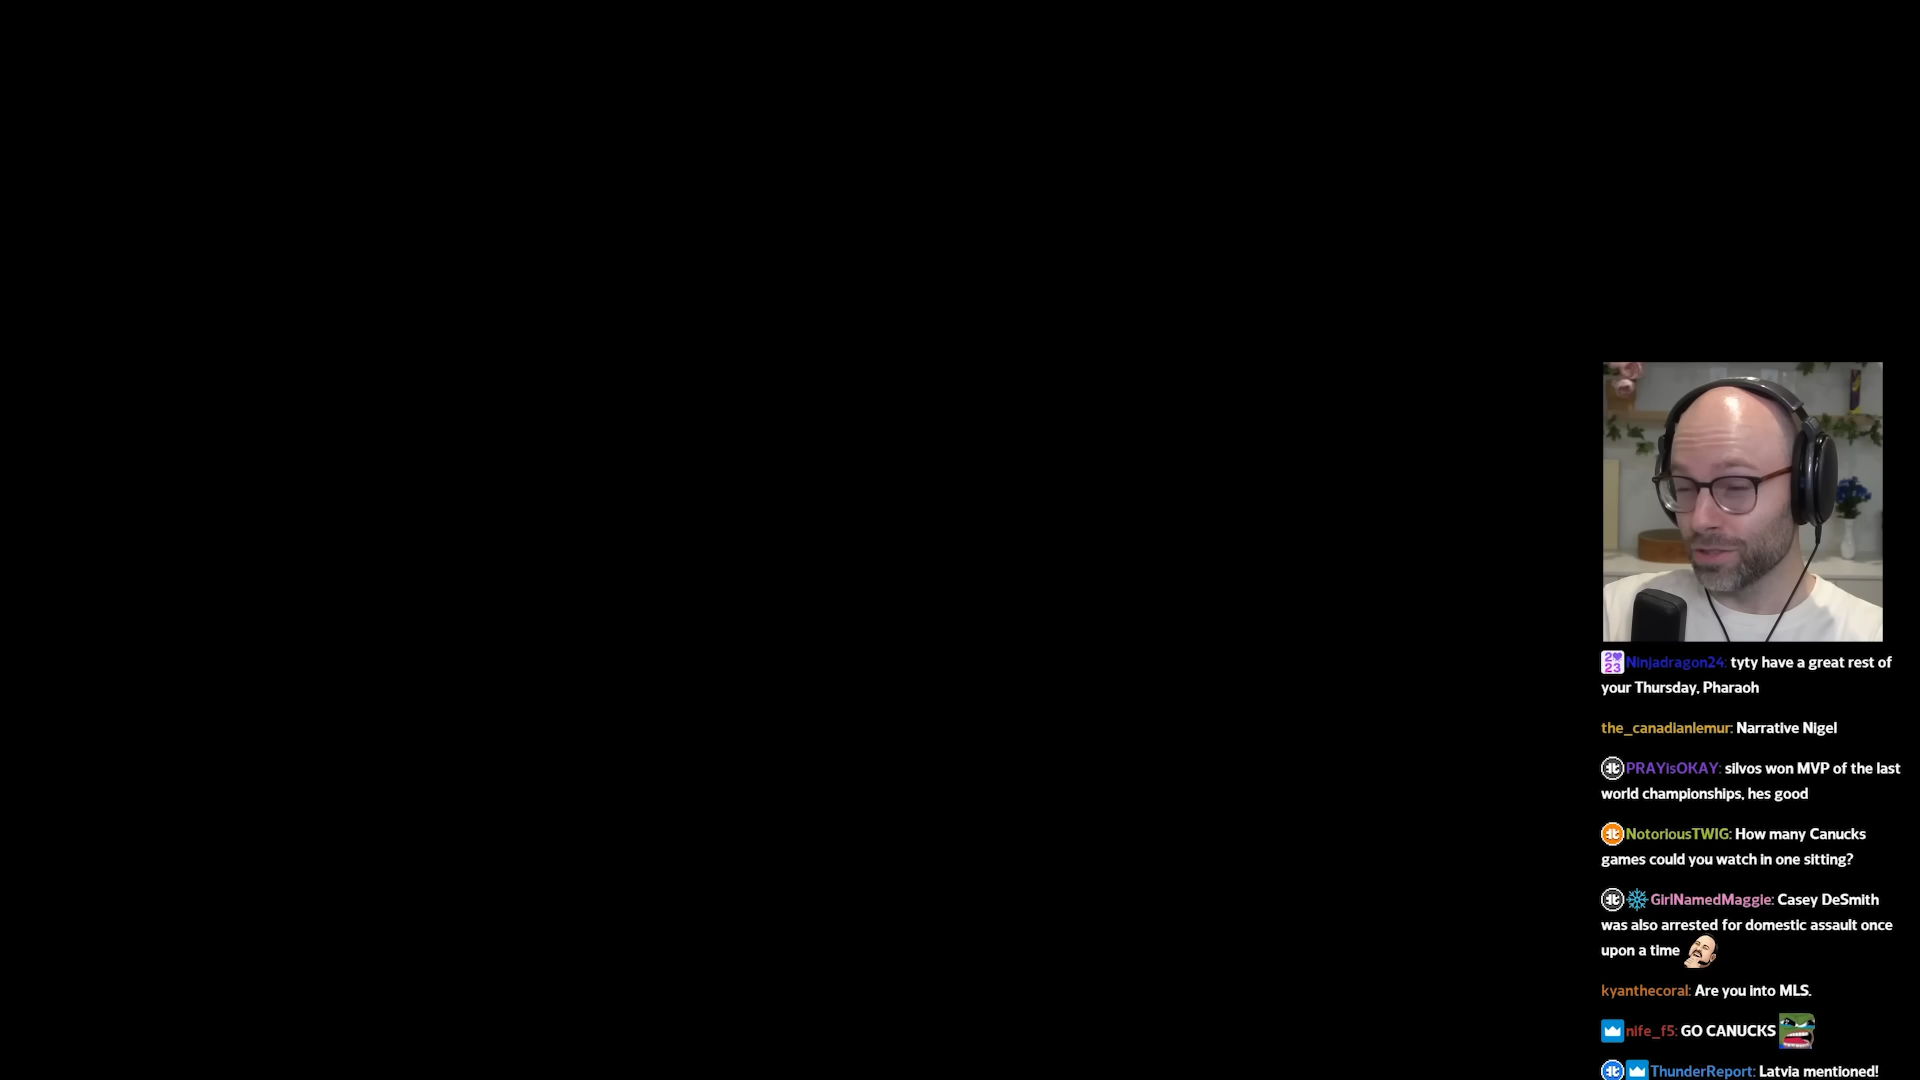 Ninjadragon24: tyty have a great rest of
your Thursday, Pharaoh
the_canadianlemur: Narrative Nigel
PRAYisOKAY: silvos won MVP of the last
world championships, hes good
NotoriousTWIG: How many Canucks
games could you watch in one sitting?
GirlNamedMaggie: Casey DeSmith
was also arrested for domestic assault once
upon a time
kyanthecoral: Are you into MLS.
nife_f5: GO CANUCKS
ThunderReport: Latvia mentioned!